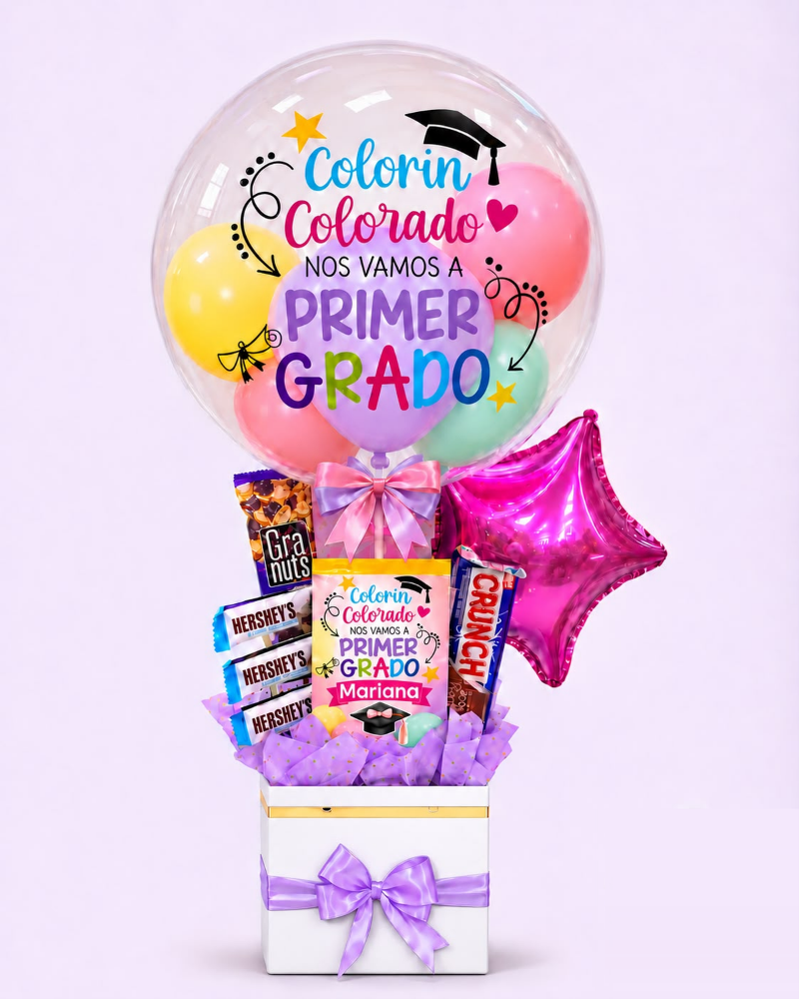 Colorin
Colorado
NOS VAMOS A
PRIMER
GRADO
Gra
nuts
HERSHEY'S
HERSHEY'S
HERSHEY'S
Colorin
Colorado
NOS VAMOS A
PRIMER
GRADO
Mariana
CRUNCH